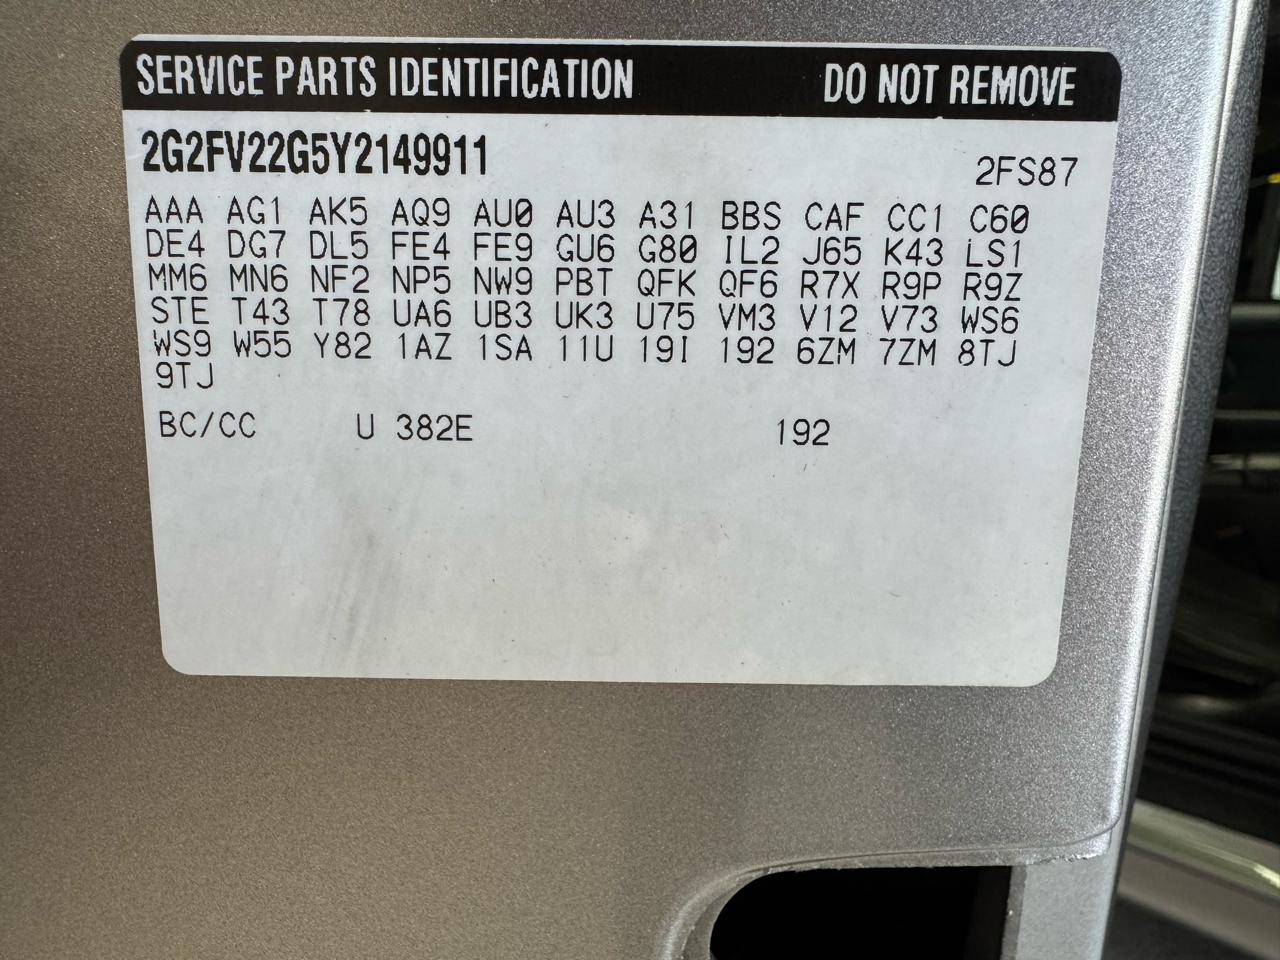 SERVICE PARTS IDENTIFICATION DO NOT REMOVE
2G2FV22G5Y2149911 2FS87
AAA AG1 AK5 AQ9 AU0 AU3 A31 BBS CAF CC1 C60
DE4 DG7 DL5 FE4 FE9 GU6 G80 IL2 J65 K43 LS1
MM6 MN6 NF2 NP5 NW9 PBT QFK QF6 R7X R9P R9Z
STE T43 T78 UA6 UB3 UK3 U75 VM3 V12 V73 WS6
WS9 W55 Y82 1AZ 1SA 11U 19I 192 6ZM 7ZM 8TJ
9TJ
BC/CC U 382E 192